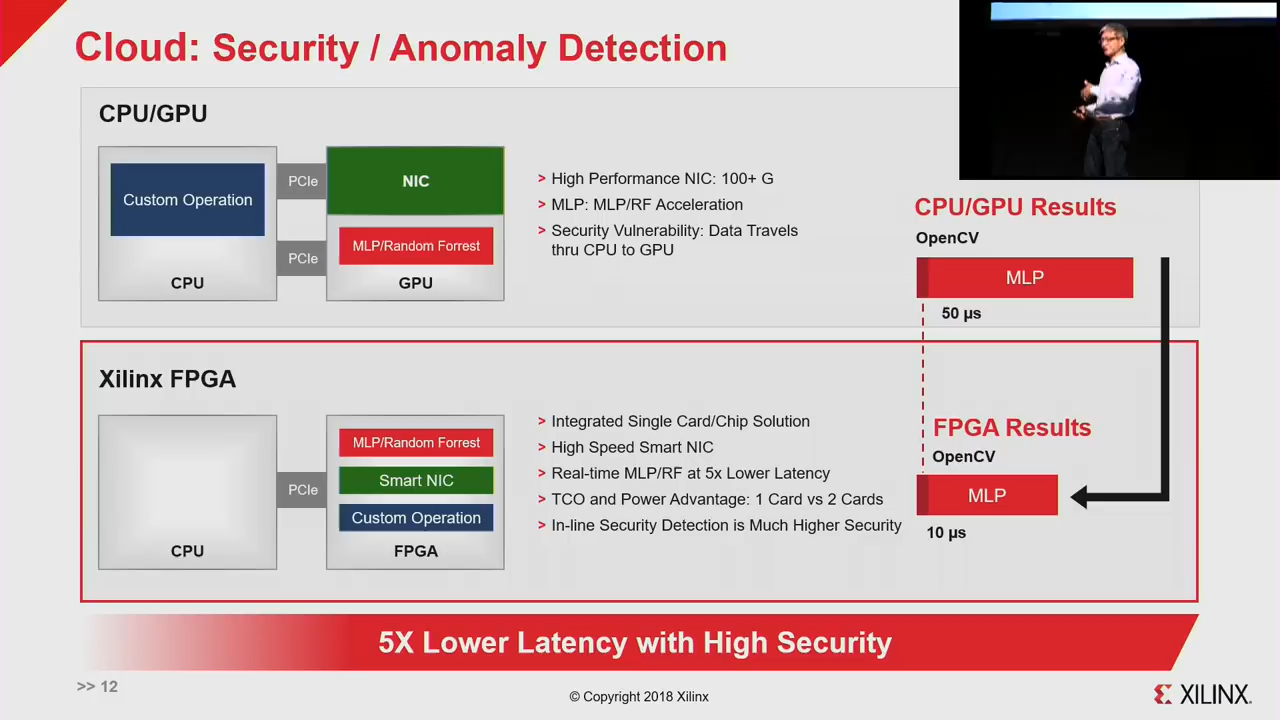 Cloud: Security / Anomaly Detection
CPU/GPU
Custom Operation
CPU
PCIe
PCIe
NIC
MLP/Random Forrest
GPU
> High Performance NIC: 100+ G
> MLP: MLP/RF Acceleration
> Security Vulnerability: Data Travels
thru CPU to GPU
CPU/GPU Results
OpenCV
MLP
50 µs
Xilinx FPGA
CPU
PCIe
MLP/Random Forrest
Smart NIC
Custom Operation
FPGA
> Integrated Single Card/Chip Solution
> High Speed Smart NIC
> Real-time MLP/RF at 5x Lower Latency
> TCO and Power Advantage: 1 Card vs 2 Cards
> In-line Security Detection is Much Higher Security
FPGA Results
OpenCV
MLP
10 µs
5X Lower Latency with High Security
>> 12
© Copyright 2018 Xilinx
XILINX.